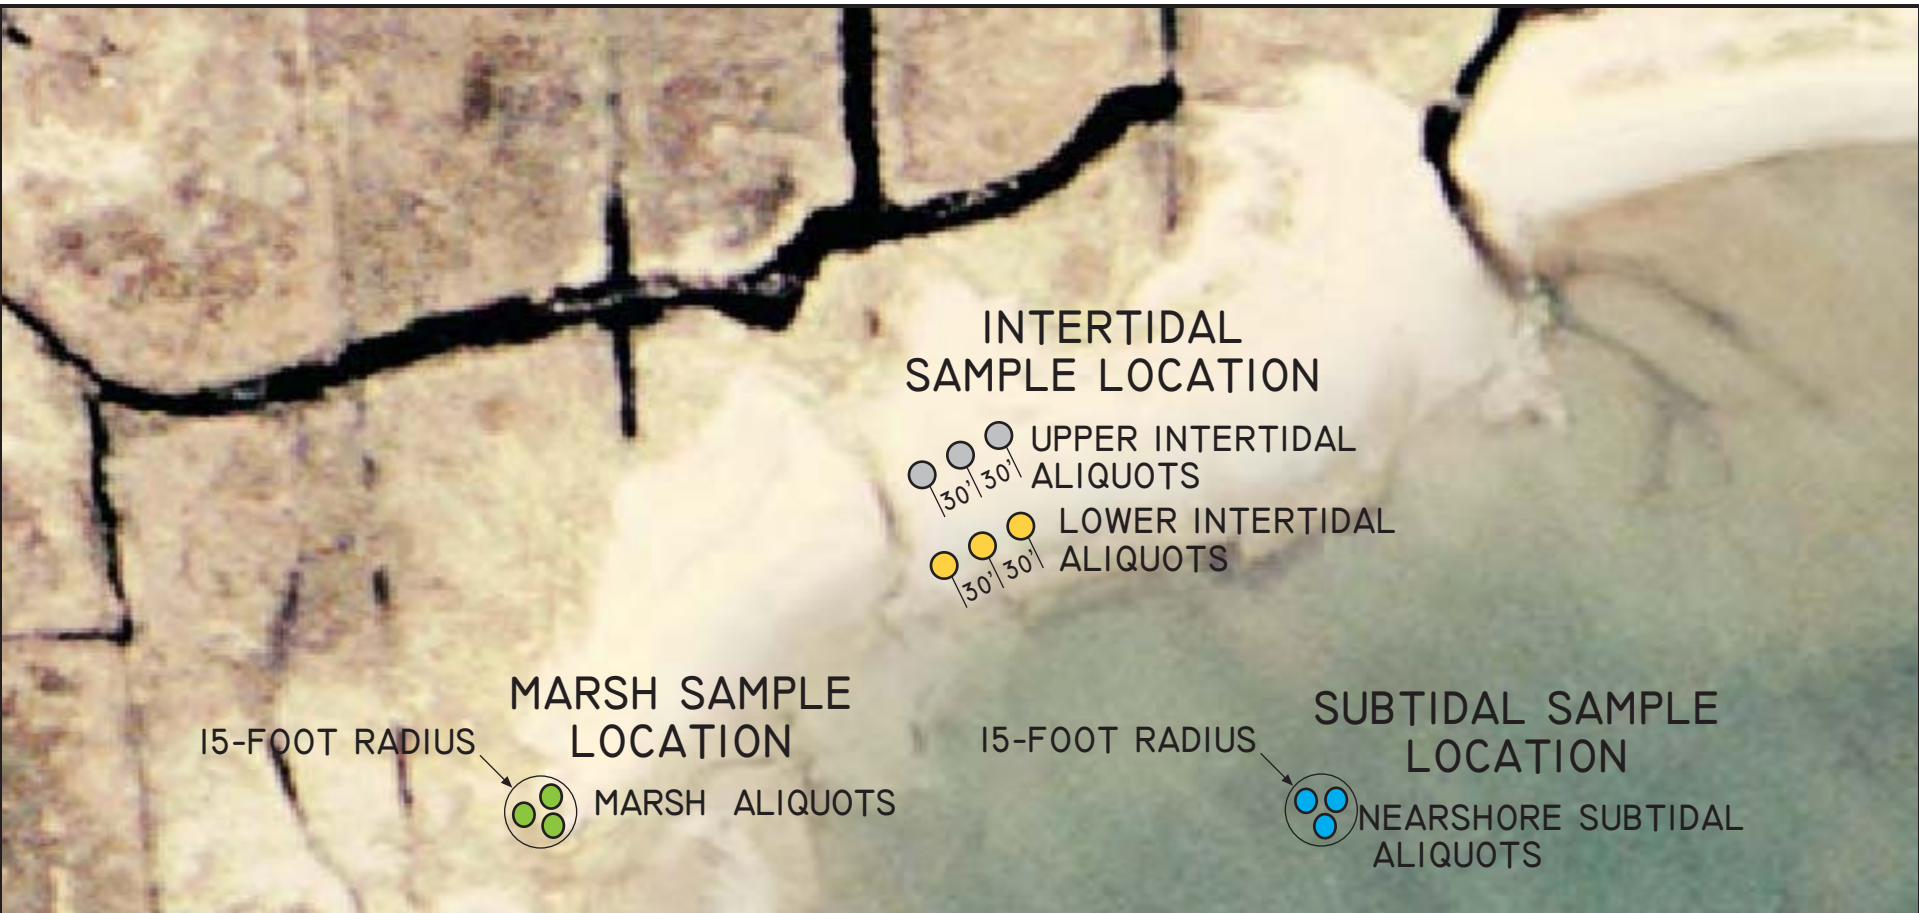 INTERTIDAL
SAMPLE LOCATION
UPPER INTERTIDAL
ALIQUOTS
30' 30'
LOWER INTERTIDAL
ALIQUOTS
30' 30'
MARSH SAMPLE
LOCATION
15-FOOT RADIUS
MARSH ALIQUOTS
SUBTIDAL SAMPLE
LOCATION
15-FOOT RADIUS
NEARSHORE SUBTIDAL
ALIQUOTS